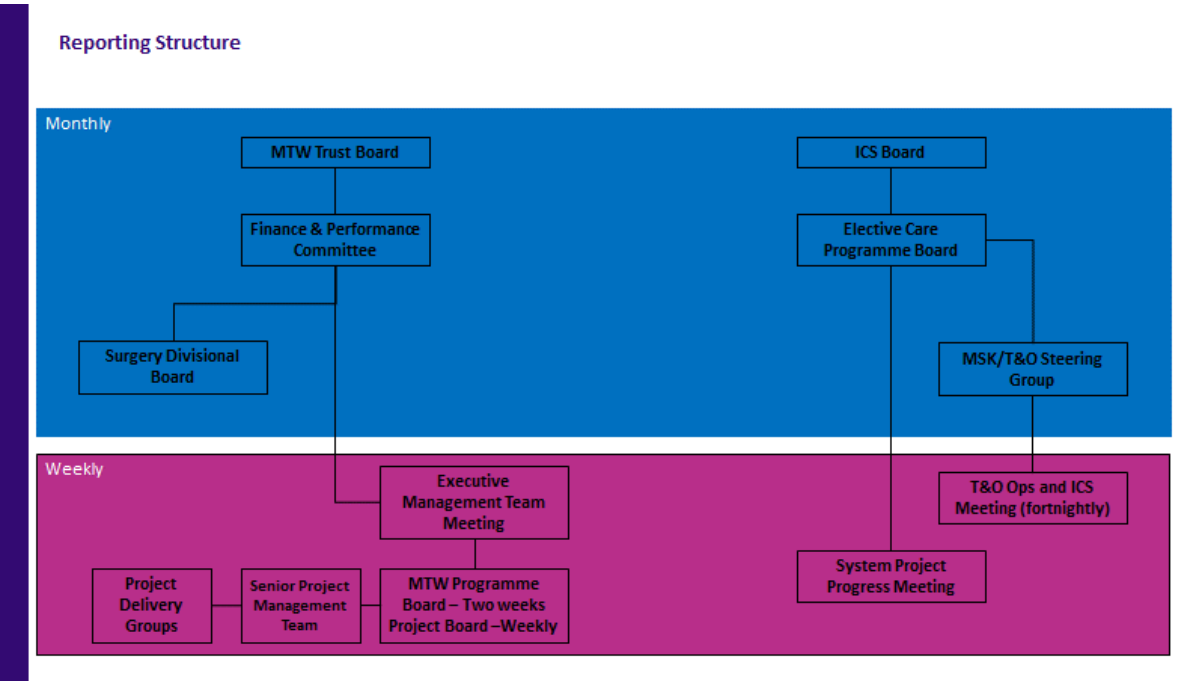 Reporting Structure
Monthly
MTW Trust Board
ICS Board
Finance & Performance
Committee
Elective Care
Programme Board
Surgery Divisional
Board
MSK/T&O Steering
Group
Weekly
Executive
Management Team
Meeting
T&O Ops and ICS
Meeting (fortnightly)
Project
Delivery
Groups
Senior Project
Management
Team
MTW Programme
Board – Two weeks
Project Board –Weekly
System Project
Progress Meeting